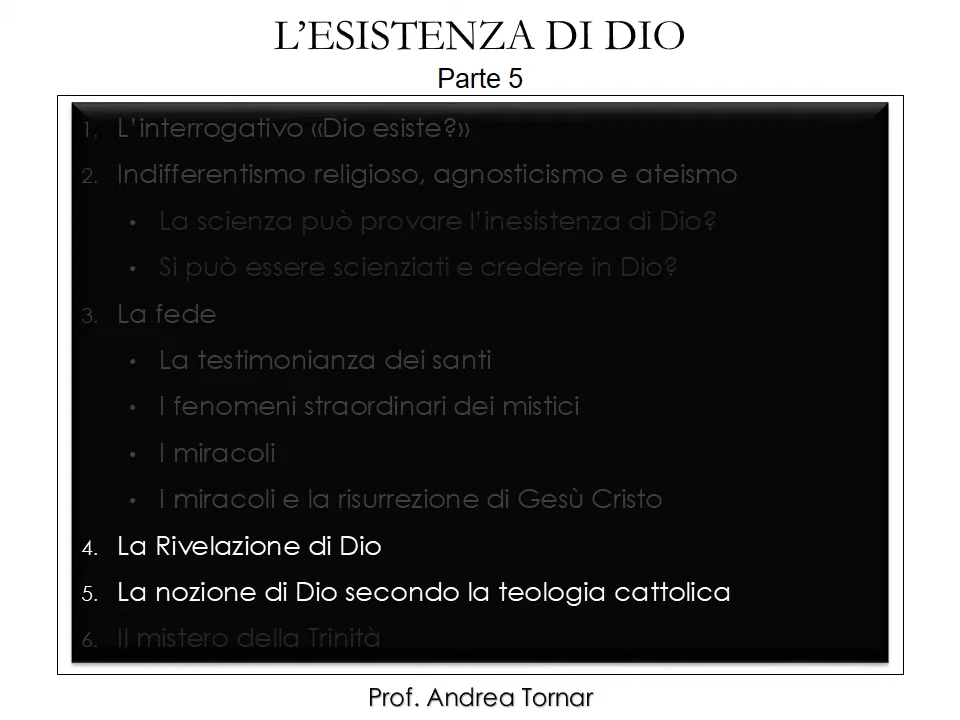 L'ESISTENZA DI DIO
Parte 5
1. L'interrogativo «Dio esiste?»
2. Indifferentismo religioso, agnosticismo e ateismo
• La scienza può provare l'inesistenza di Dio?
• Si può essere scienziati e credere in Dio?
3. La fede
• La testimonianza dei santi
• I fenomeni straordinari dei mistici
• I miracoli
• I miracoli e la risurrezione di Gesù Cristo
4. La Rivelazione di Dio
5. La nozione di Dio secondo la teologia cattolica
6. Il mistero della Trinità
Prof. Andrea Tornar